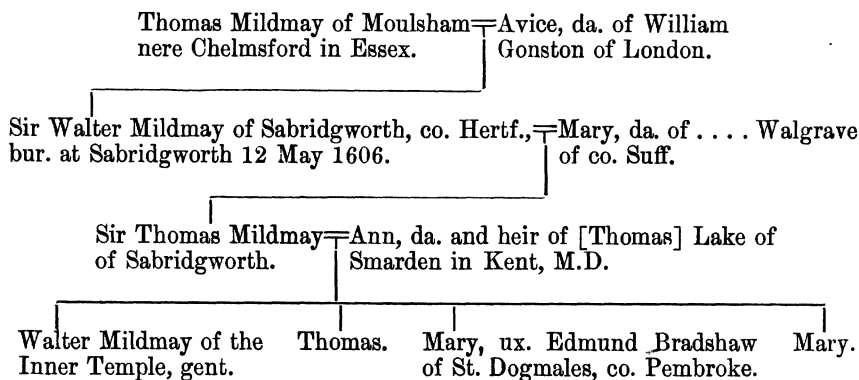 Thomas Mildmay of Moulsham=Avice, da. of William
nere Chelmsford in Essex. Gonston of London.
Sir Walter Mildmay of Sabridgworth, co. Hertf.,=Mary, da. of . . . . Walgrave
bur. at Sabridgworth 12 May 1606. of co. Suff.
Sir Thomas Mildmay=Ann, da. and heir of [Thomas] Lake of
of Sabridgworth. Smarden in Kent, M.D.
Walter Mildmay of the Thomas. Mary, ux. Edmund Bradshaw Mary.
Inner Temple, gent. of St. Dogmales, co. Pembroke.